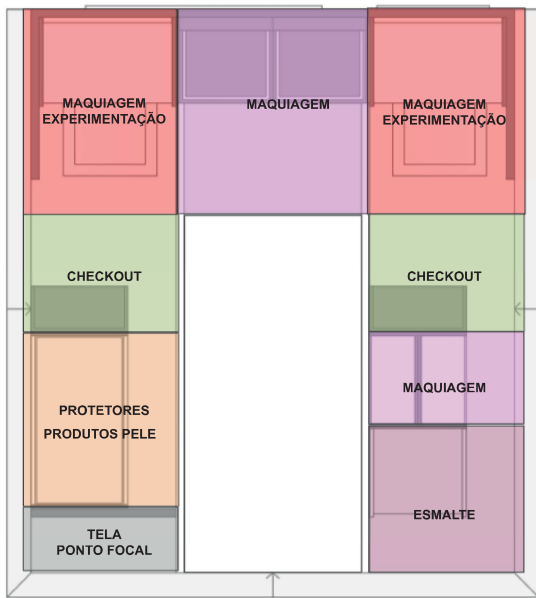 MAQUIAGEM
EXPERIMENTAÇÃO
MAQUIAGEM
MAQUIAGEM
EXPERIMENTAÇÃO
CHECKOUT
CHECKOUT
PROTETORES
PRODUTOS PELE
MAQUIAGEM
TELA
PONTO FOCAL
ESMALTE